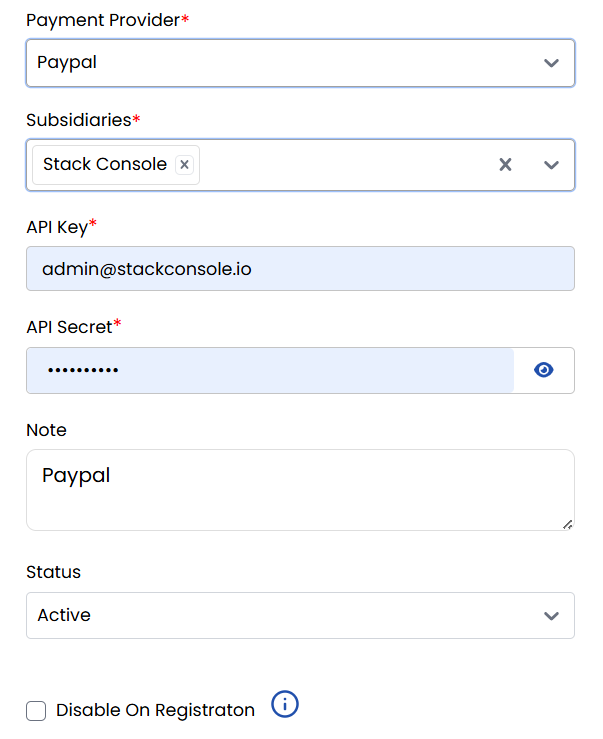 Payment Provider*
Paypal
Subsidiaries*
Stack Console
API Key*
admin@stackconsole.io
API Secret*
••••••••••
Note
Paypal
Status
Active
Disable On Registraton